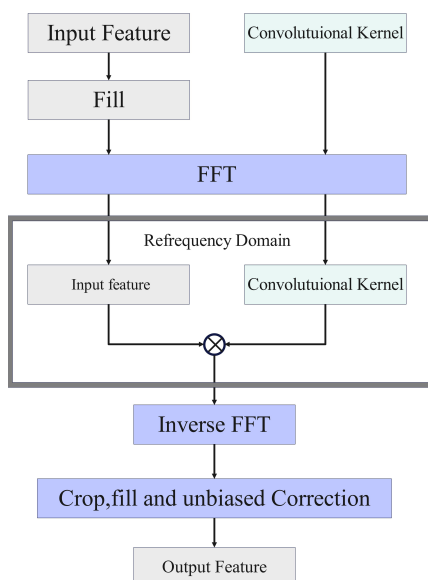 Input Feature
Convolutuional Kernel
Fill
FFT
Refrequency Domain
Input feature
Convolutuional Kernel
Inverse FFT
Crop,fill and unbiased Correction
Output Feature